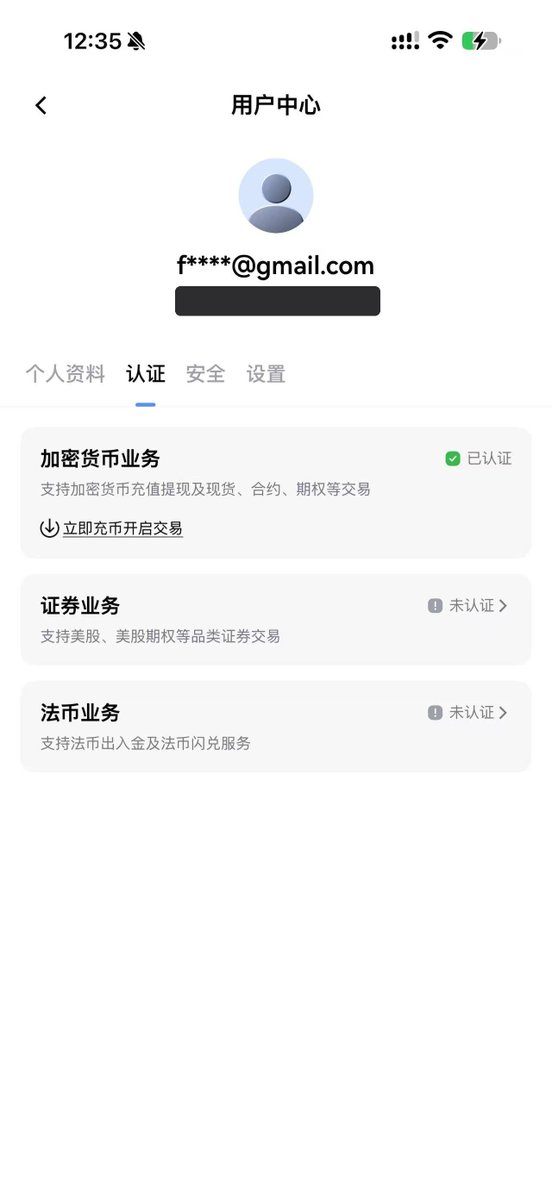 12:35
用户中心
f****@gmail.com
个人资料 认证 安全 设置
加密货币业务 已认证
支持加密货币充值提现及现货、合约、期权等交易
立即充币开启交易
证券业务 未认证
支持美股、美股期权等品类证券交易
法币业务 未认证
支持法币出入金及法币闪兑服务